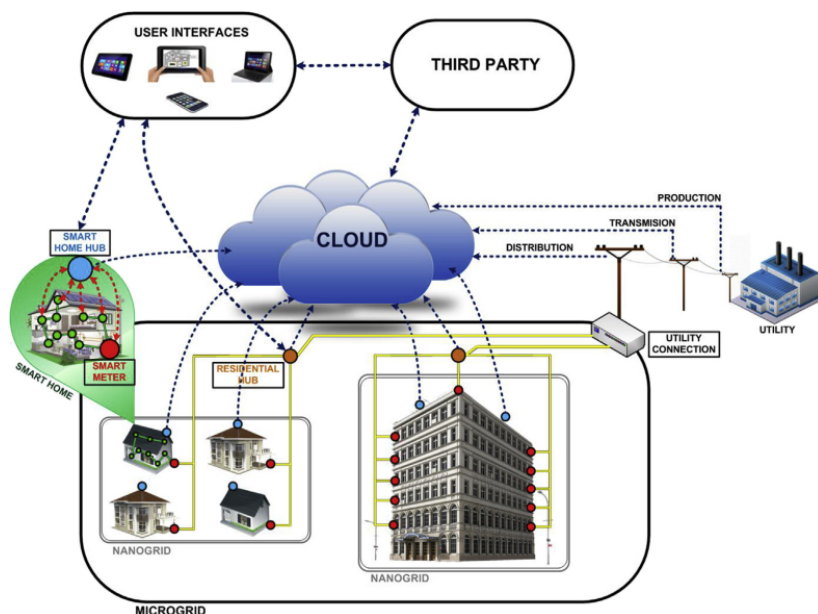 USER INTERFACES
THIRD PARTY
PRODUCTION
TRANSMISION
DISTRIBUTION
CLOUD
SMART
HOME HUB
UTILITY
UTILITY
CONNECTION
SMART
METER
SMART HOME
RESIDENTIAL
HUB
NANOGRID
NANOGRID
MICROGRID